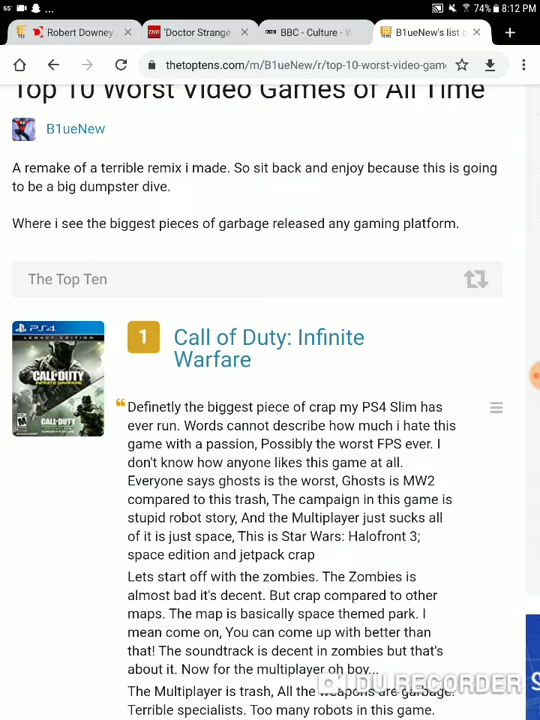 65°
74% 8:12 PM
Robert Downey
'Doctor Strange
BBC - Culture - W
B1ueNew's list o
thetoptens.com/m/B1ueNew/r/top-10-worst-video-gam
Top 10 Worst Video Games of All Time
B1ueNew
A remake of a terrible remix i made. So sit back and enjoy because this is going
to be a big dumpster dive.
Where i see the biggest pieces of garbage released any gaming platform.
The Top Ten
PS4
LEGACY EDITION
CALL OF DUTY
INFINITE WARFARE
CALL OF DUTY
1 Call of Duty: Infinite
Warfare
Definetly the biggest piece of crap my PS4 Slim has
ever run. Words cannot describe how much i hate this
game with a passion, Possibly the worst FPS ever. I
don't know how anyone likes this game at all.
Everyone says ghosts is the worst, Ghosts is MW2
compared to this trash, The campaign in this game is
stupid robot story, And the Multiplayer just sucks all
of it is just space, This is Star Wars: Halofront 3;
space edition and jetpack crap
Lets start off with the zombies. The Zombies is
almost bad it's decent. But crap compared to other
maps. The map is basically space themed park. I
mean come on, You can come up with better than
that! The soundtrack is decent in zombies but that's
about it. Now for the multiplayer oh boy...
DU RECORDER
The Multiplayer is trash, All the weapons are garbage.
Terrible specialists. Too many robots in this game.